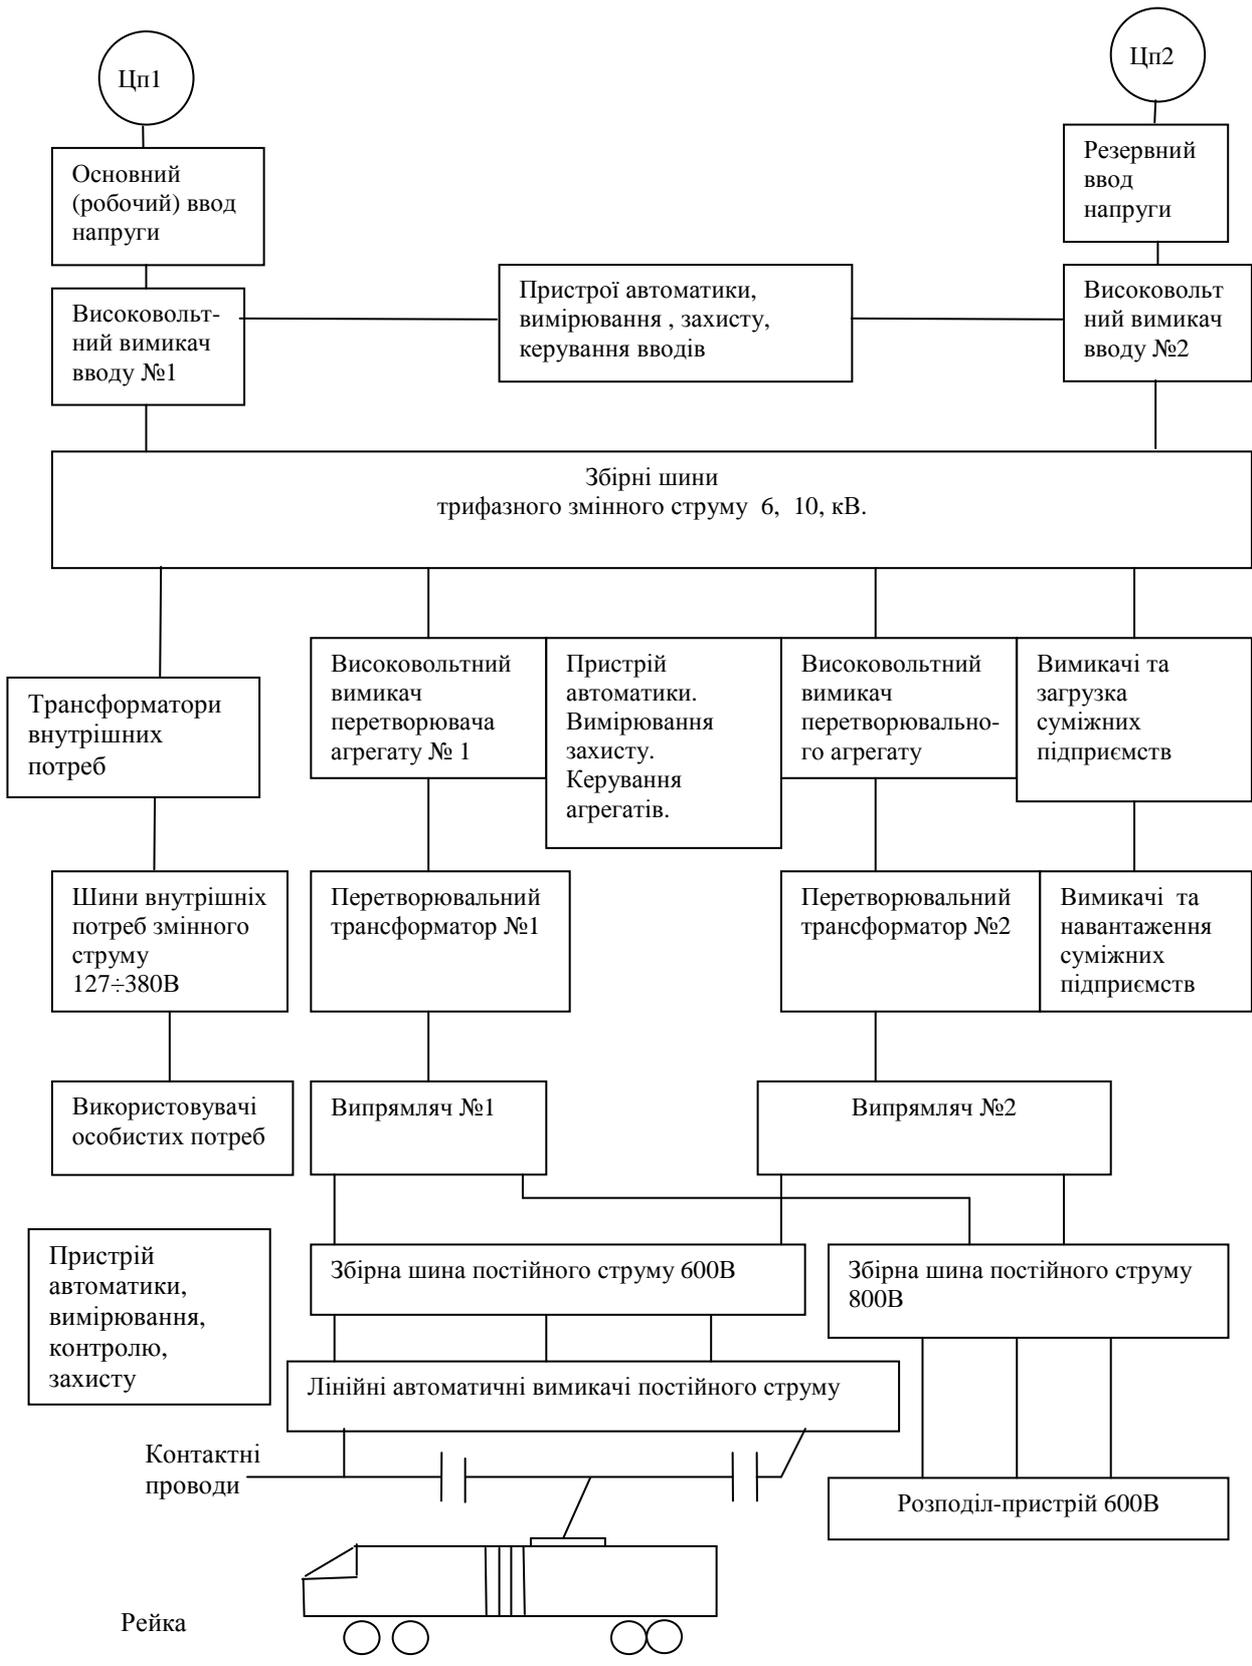 Цп1
Цп2
Основний
(робочий) ввод
напруги
Резервний
ввод
напруги
Високовольт-
ний вимикач
вводу №1
Пристрої автоматики,
вимірювання , захисту,
керування вводів
Високовольт
ний вимикач
вводу №2
Збірні шини
трифазного змінного струму 6, 10, кВ.
Трансформатори
внутрішних
потреб
Високовольтний
вимикач
перетворювача
агрегату № 1
Пристрій
автоматики.
Вимірювання
захисту.
Керування
агрегатів.
Високовольтний
вимикач
перетворювально-
го агрегату
Вимикачі та
загрузка
суміжних
підприємств
Шини внутрішніх
потреб змінного
струму
127÷380В
Перетворювальний
трансформатор №1
Перетворювальний
трансформатор №2
Вимикачі та
навантаження
суміжних
підприємств
Використовувачі
особистих потреб
Випрямляч №1
Випрямляч №2
Пристрій
автоматики,
вимірювання,
контролю,
захисту
Збірна шина постійного струму 600В
Збірна шина постійного струму
800В
Лінійні автоматичні вимикачі постійного струму
Контактні
проводи
Розподіл-пристрій 600В
Рейка